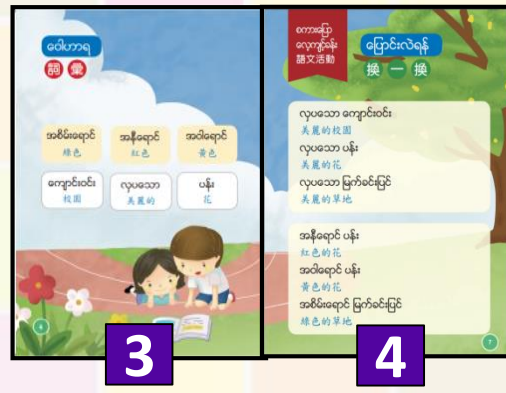 ဝေါဟာရ
詞彙
အစိမ်းရောင် အနီရောင် အဝါရောင်
綠色 紅色 黃色
ကျောင်းဝင်း လှပသော ပန်း
校園 美麗的 花
6
3
စကားပြော
လေ့ကျင့်ခန်း
語文活動
ပြောင်းလဲရန်
換一換
လှပသော ကျောင်းဝင်း
美麗的校園
လှပသော ပန်း
美麗的花
လှပသော မြက်ခင်းပြင်
美麗的草地
အနီရောင် ပန်း
紅色的花
အဝါရောင် ပန်း
黃色的花
အစိမ်းရောင် မြက်ခင်းပြင်
綠色的草地
7
4